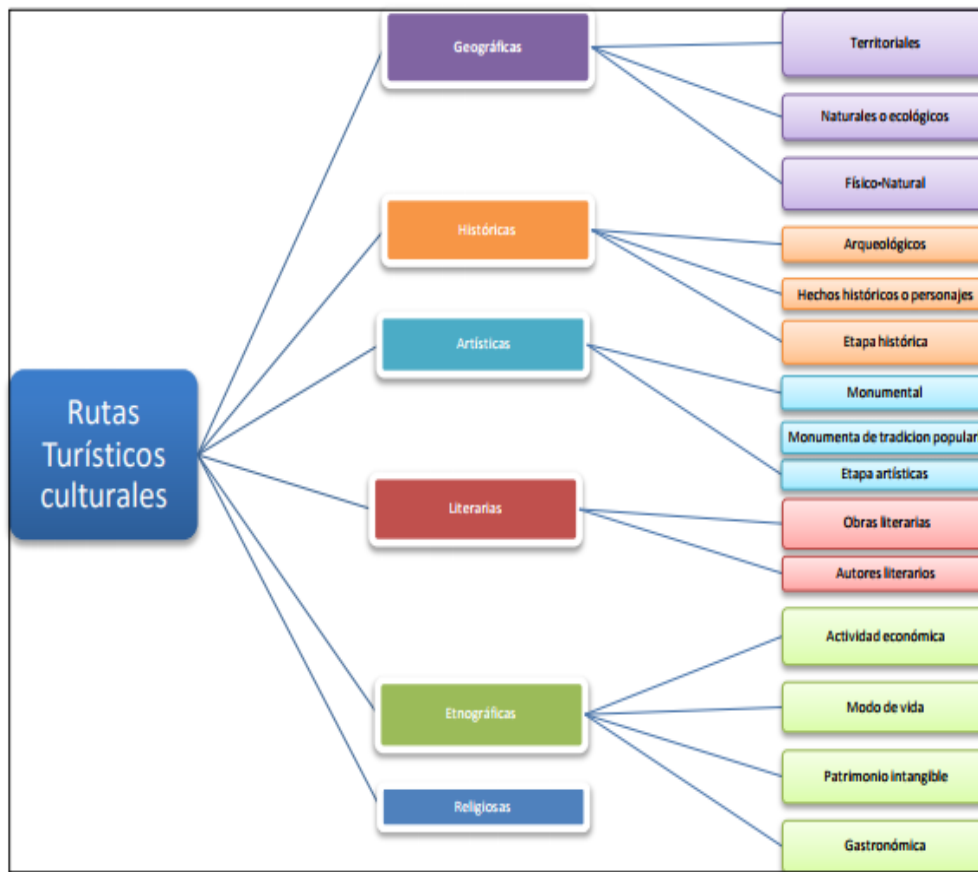 Rutas
Turísticos
culturales
Geográficas
Territoriales
Naturales o ecológicos
Físico-Natural
Históricas
Arqueológicos
Hechos históricos o personajes
Etapa histórica
Artísticas
Monumental
Monumenta de tradicion popular
Etapa artísticas
Literarias
Obras literarias
Autores literarios
Etnográficas
Actividad económica
Modo de vida
Patrimonio intangible
Gastronómica
Religiosas